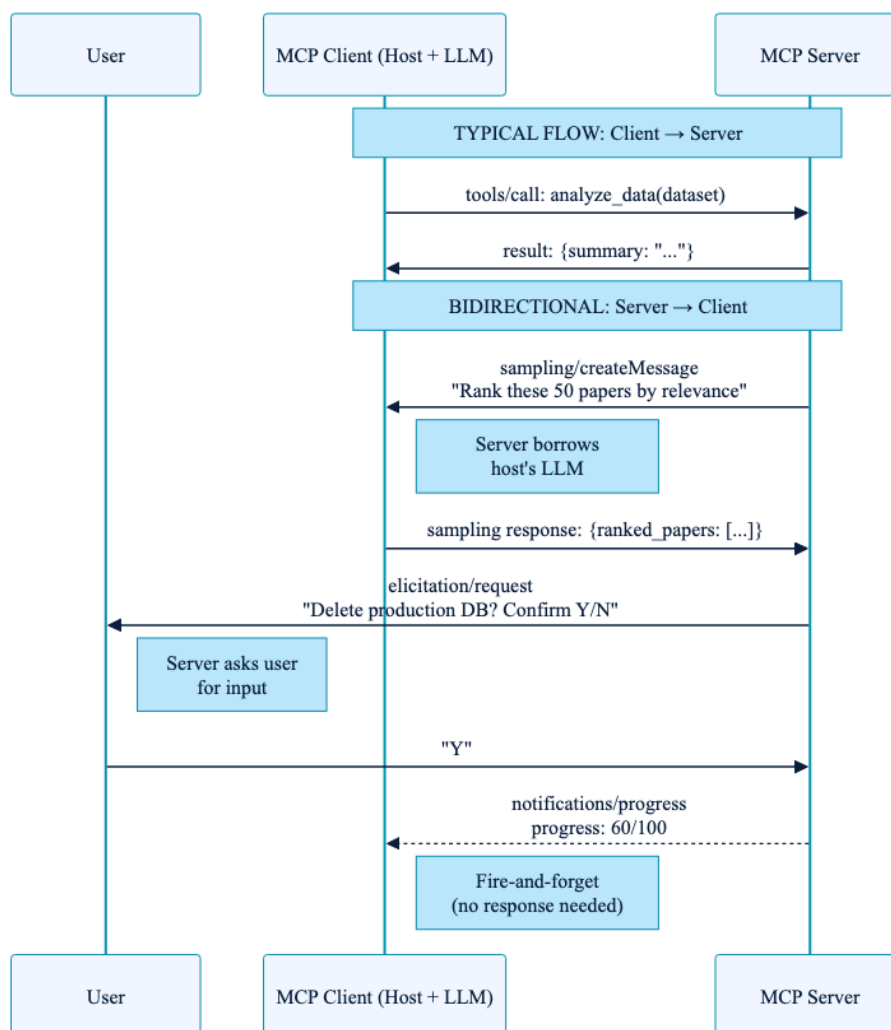 User
MCP Client (Host + LLM)
MCP Server
TYPICAL FLOW: Client → Server
tools/call: analyze_data(dataset)
result: {summary: "..."}
BIDIRECTIONAL: Server → Client
sampling/createMessage
"Rank these 50 papers by relevance"
Server borrows
host's LLM
sampling response: {ranked_papers: [...]}
elicitation/request
"Delete production DB? Confirm Y/N"
Server asks user
for input
"Y"
notifications/progress
progress: 60/100
Fire-and-forget
(no response needed)
User
MCP Client (Host + LLM)
MCP Server